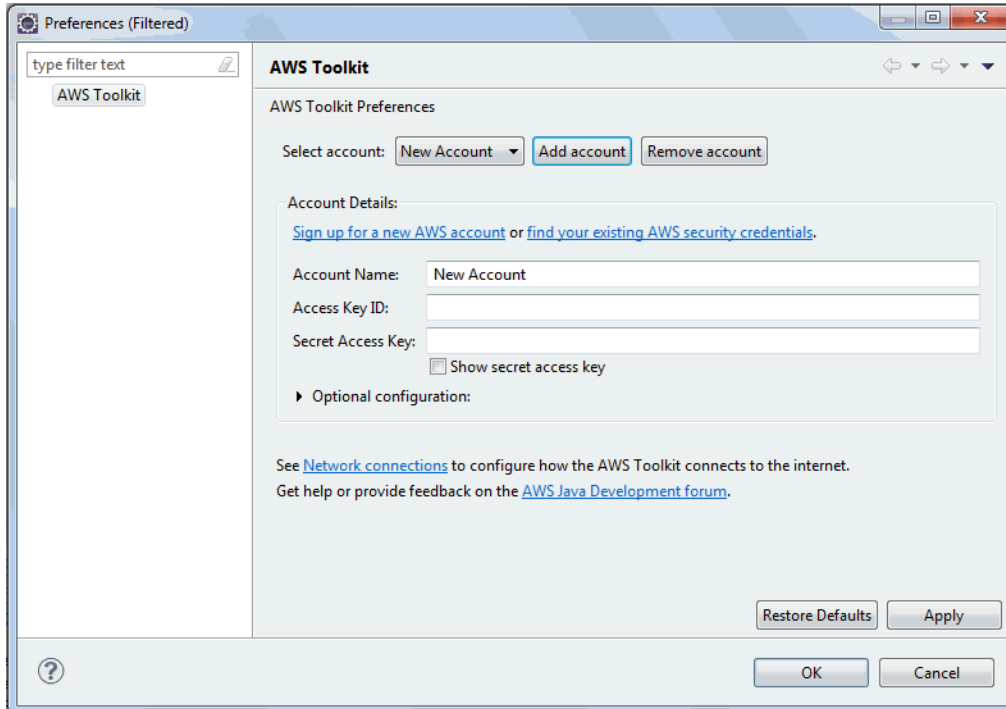 Preferences (Filtered)
type filter text
AWS Toolkit
AWS Toolkit
AWS Toolkit Preferences
Select account: New Account Add account Remove account
Account Details:
Sign up for a new AWS account or find your existing AWS security credentials.
Account Name: New Account
Access Key ID:
Secret Access Key:
Show secret access key
Optional configuration:
See Network connections to configure how the AWS Toolkit connects to the internet.
Get help or provide feedback on the AWS Java Development forum.
Restore Defaults Apply
? OK Cancel